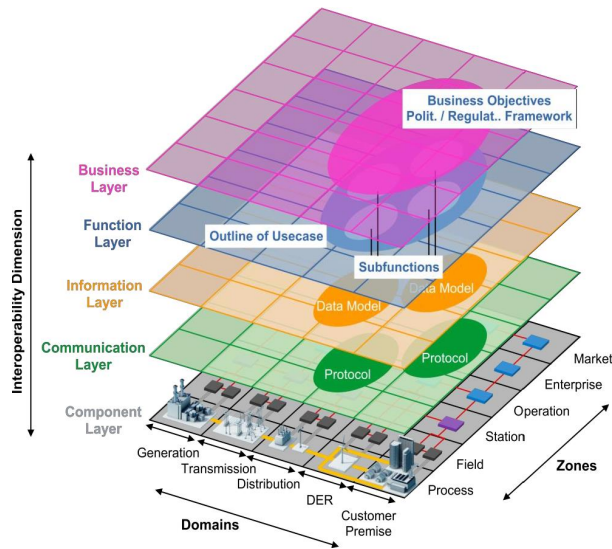 Business Objectives
Polit. / Regulat.. Framework
Interoperability Dimension
Business
Layer
Function
Layer
Outline of Usecase
Subfunctions
Information
Layer
Data Model
Data Model
Communication
Layer
Protocol
Protocol
Component
Layer
Market
Enterprise
Operation
Station
Field
Process
Zones
Generation
Transmission
Distribution
DER
Customer
Premise
Domains